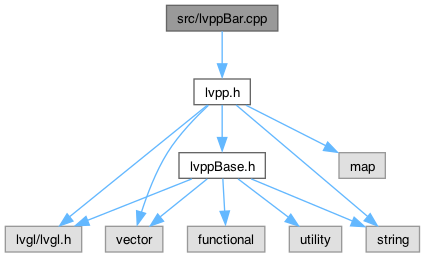 src/lvppBar.cpp
lvpp.h
lvppBase.h
map
lvgl/lvgl.h
vector
functional
utility
string